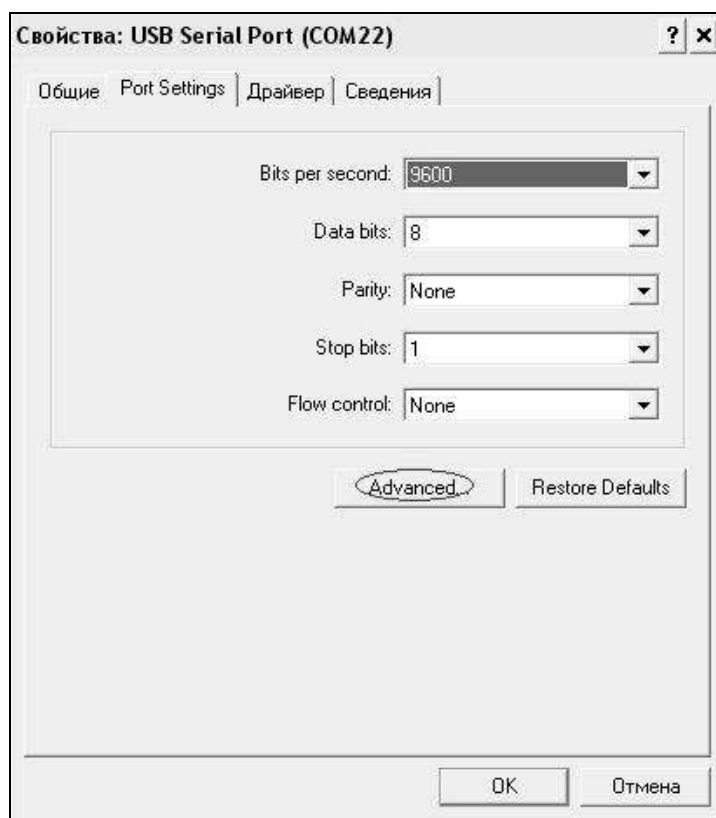 Свойства: USB Serial Port (COM22)
Общие Port Settings Драйвер Сведения
Bits per second: 9600
Data bits: 8
Parity: None
Stop bits: 1
Flow control: None
Advanced... Restore Defaults
OK Отмена